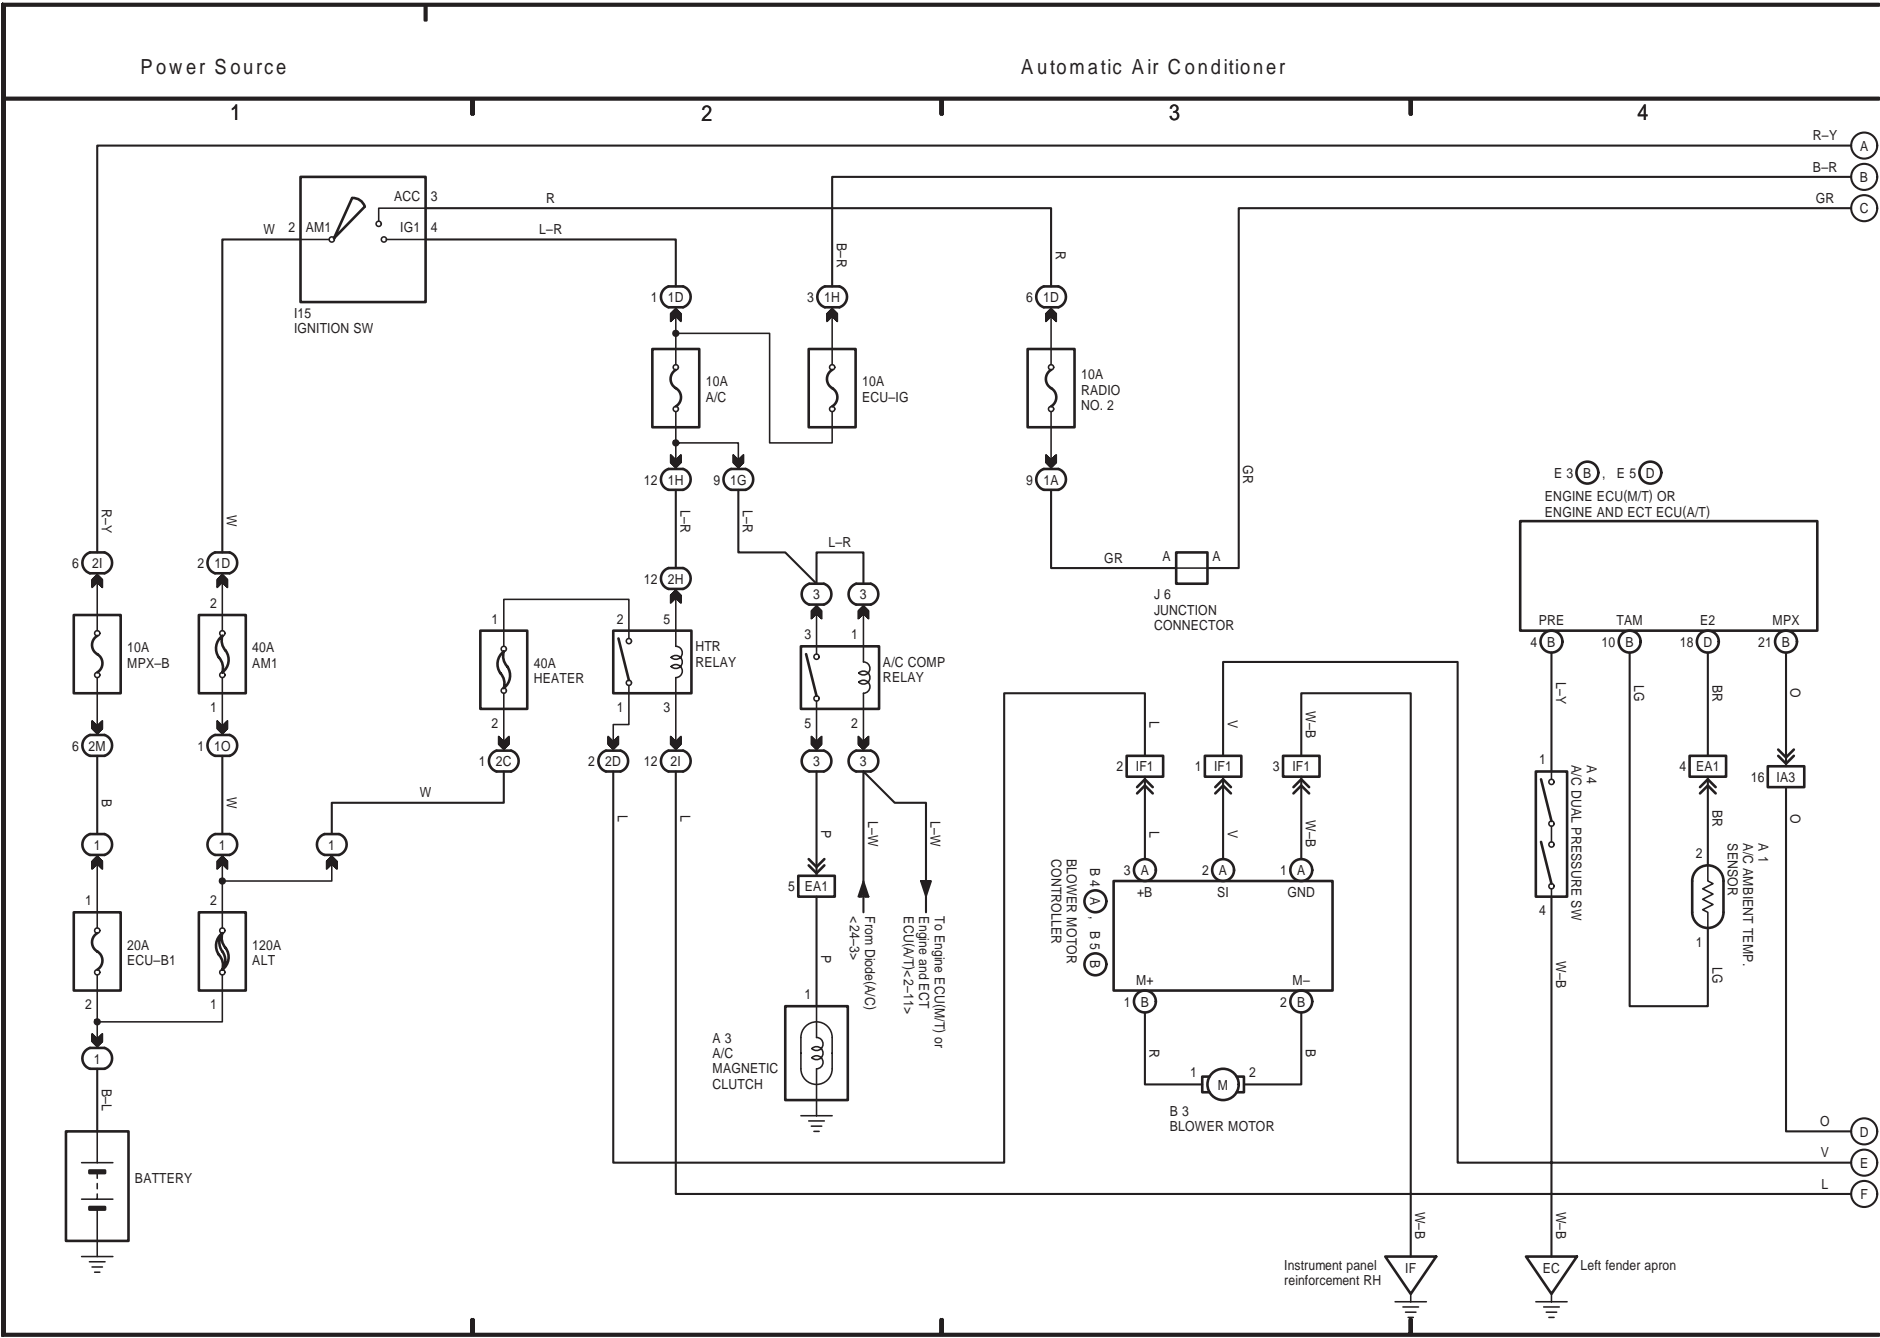 Power Source
Automatic Air Conditioner
1
2
3
4
R–Y
A
B–R
B
GR
C
W
2
AM1
ACC
3
IG1
4
R
L–R
I15
IGNITION SW
B–R
R
1
1D
3
1H
6
1D
10A
A/C
10A
ECU–IG
10A
RADIO
NO. 2
12
1H
9
1G
9
1A
GR
R–Y
W
L–R
L–R
L–R
GR
A
A
J 6
JUNCTION
CONNECTOR
E 3
B
, E 5
D
ENGINE ECU(M/T) OR
ENGINE AND ECT ECU(A/T)
PRE
TAM
E2
MPX
4
B
10
B
18
D
21
B
6
2I
2
1D
12
2H
3
3
2
10A
MPX–B
40A
AM1
1
6
2M
1
1O
1
40A
HEATER
2
1
2C
2
5
HTR
RELAY
1
3
2
2D
12
2I
3
1
A/C COMP
RELAY
5
2
3
3
W
B
W
1
1
1
L
L
P
L–W
L–W
5
EA1
P
From Diode(A/C)
<24–3>
To Engine ECU(M/T) or
Engine and ECT
ECU(A/T)<2–11>
1
20A
ECU–B1
2
2
120A
ALT
1
1
B–L
BATTERY
1
A 3
A/C
MAGNETIC
CLUTCH
L
V
W–B
2
IF1
1
IF1
3
IF1
L
V
W–B
3
A
2
A
1
A
+B
SI
GND
B 4
A
, B 5
B
BLOWER MOTOR
CONTROLLER
M+
M–
1
B
2
B
R
B
1
M
2
B 3
BLOWER MOTOR
L–Y
LG
BR
O
1
A 4
A/C DUAL PRESSURE SW
4
W–B
4
EA1
BR
2
A 1
A/C AMBIENT TEMP.
SENSOR
1
LG
16
IA3
O
O
D
V
E
L
F
W–B
W–B
Instrument panel
reinforcement RH
IF
EC
Left fender apron